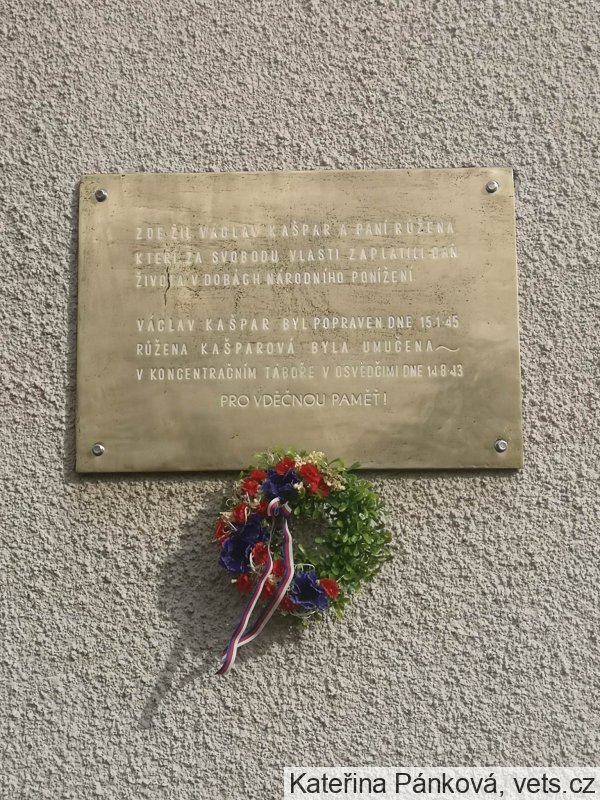 ZDE ŽIL VÁCLAV KAŠPAR A PANÍ RŮŽENA
KTEŘÍ ZA SVOBODU VLASTI ZAPLATILI DAŇ
ŽIVOTA V DOBÁCH NÁRODNÍHO PONÍŽENÍ
VÁCLAV KAŠPAR BYL POPRAVEN DNE 15.1.45
RŮŽENA KAŠPAROVÁ BYLA UMUČENA
V KONCENTRAČNÍM TÁBOŘE V OSVĚDČIMI DNE 14.8.43
PRO VDĚČNOU PAMĚŤ!
Kateřina Pánková, vets.cz